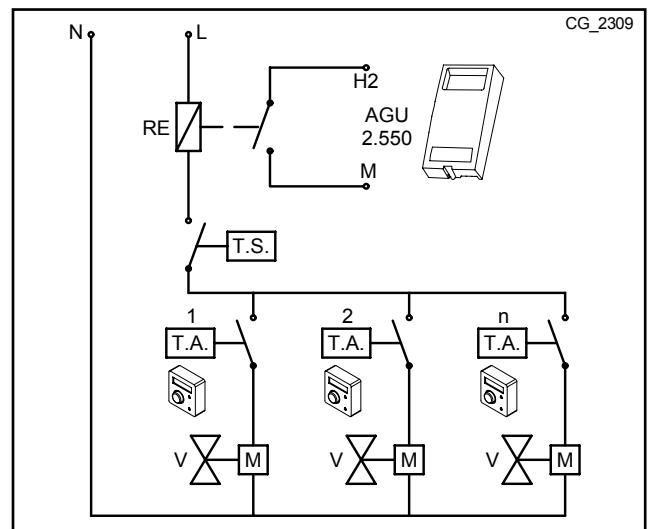 CG_2309
N L
H2
RE
AGU
2.550
M
T.S.
1 2 n
T.A. T.A. T.A.
V M V M V M